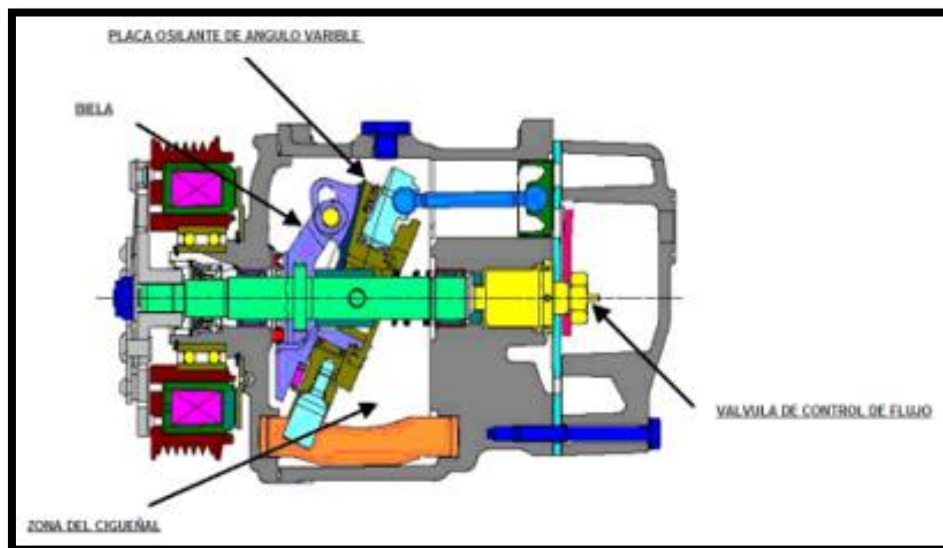 PLACA OSILANTE DE ANGULO VARIBLE
BIELA
VALVULA DE CONTROL DE FLUJO
ZONA DEL CIGUEÑAL